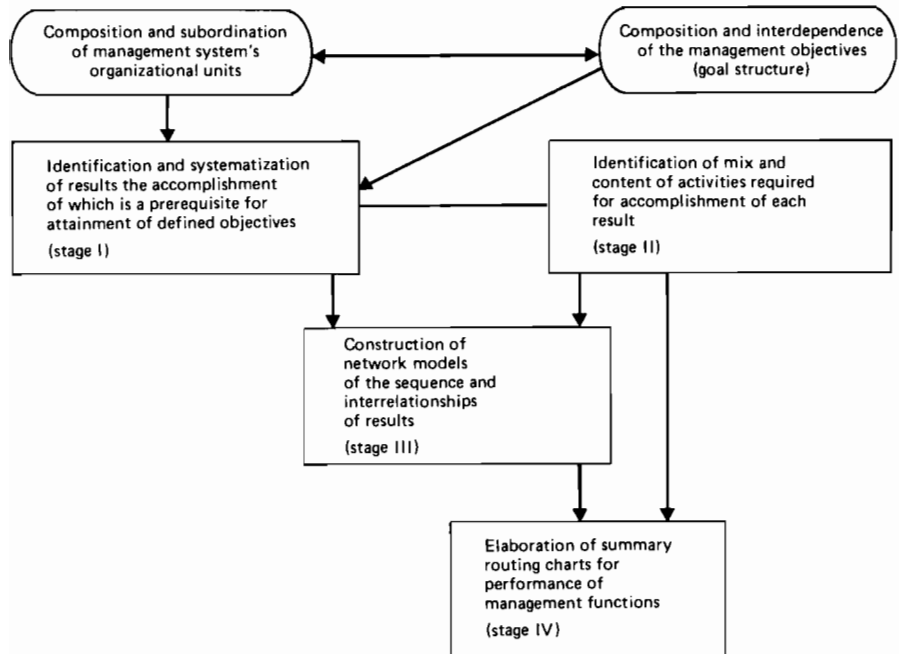 Composition and subordination
of management system's
organizational units
Composition and interdependence
of the management objectives
(goal structure)
Identification and systematization
of results the accomplishment
of which is a prerequisite for
attainment of defined objectives
(stage I)
Identification of mix and
content of activities required
for accomplishment of each
result
(stage II)
Construction of
network models
of the sequence and
interrelationships
of results
(stage III)
Elaboration of summary
routing charts for
performance of
management functions
(stage IV)